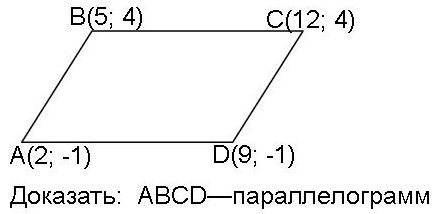 B(5; 4) C(12; 4)
A(2; -1) D(9; -1)
Доказать: ABCD—параллелограмм